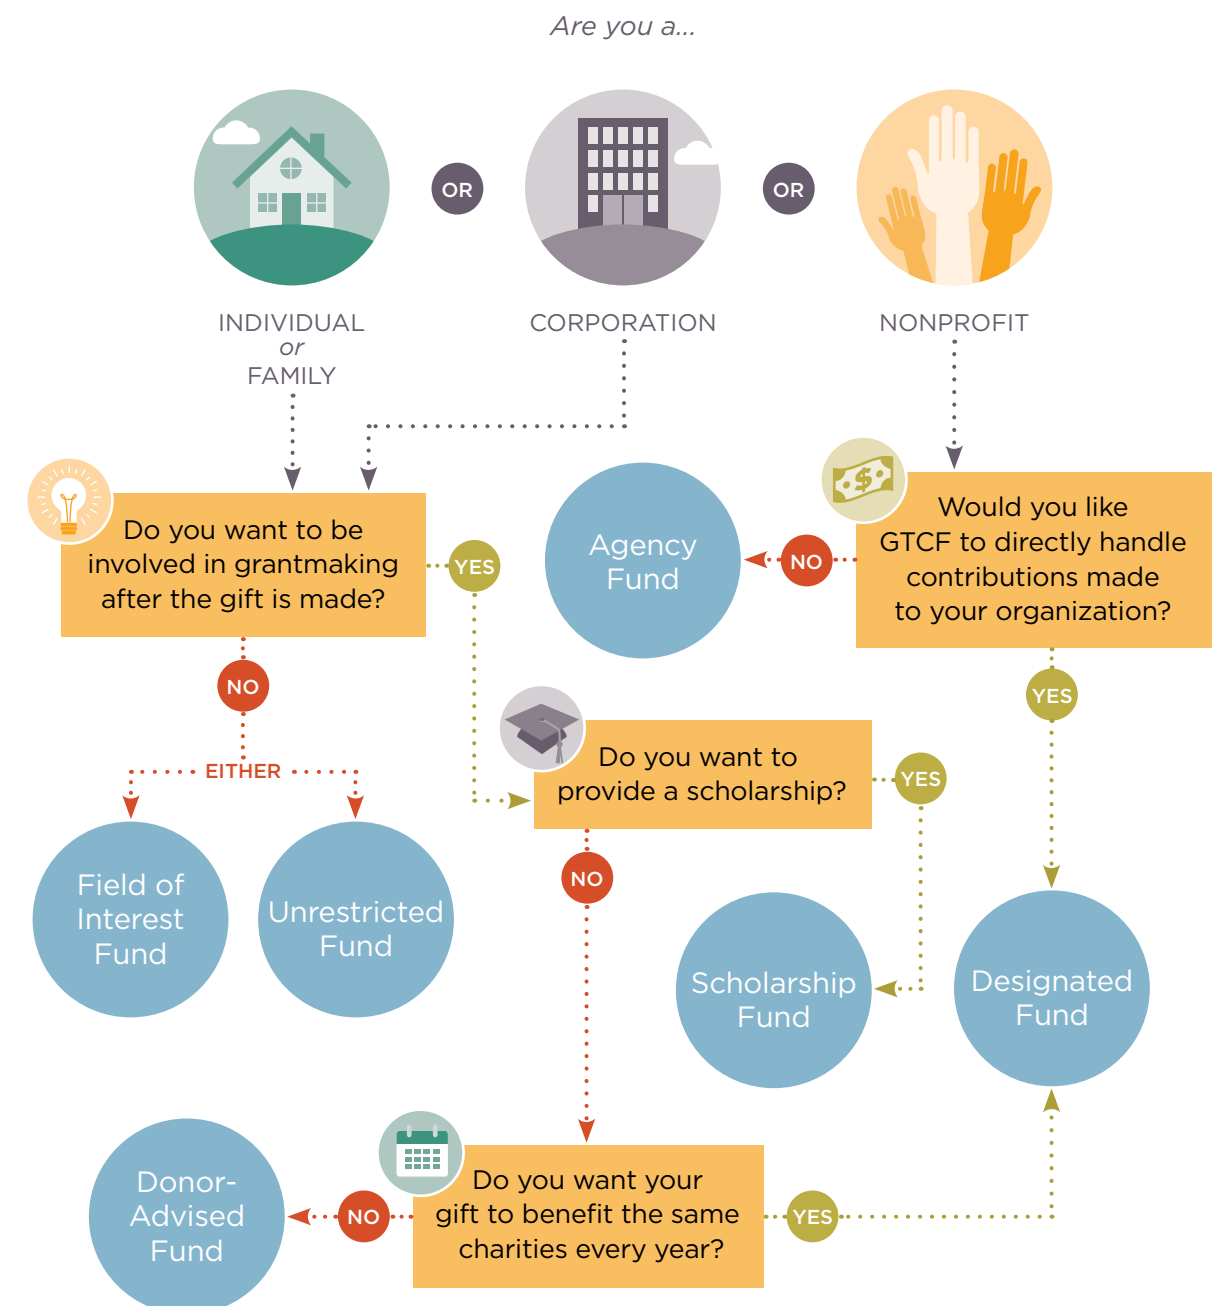 Are you a...
OR
OR
INDIVIDUAL
or
FAMILY
CORPORATION
NONPROFIT
Do you want to be
involved in grantmaking
after the gift is made?
YES
Agency
Fund
NO
$
Would you like
GTCF to directly handle
contributions made
to your organization?
NO
YES
EITHER
Do you want to
provide a scholarship?
YES
NO
Field of
Interest
Fund
Unrestricted
Fund
Scholarship
Fund
Designated
Fund
Donor-
Advised
Fund
NO
Do you want your
gift to benefit the same
charities every year?
YES